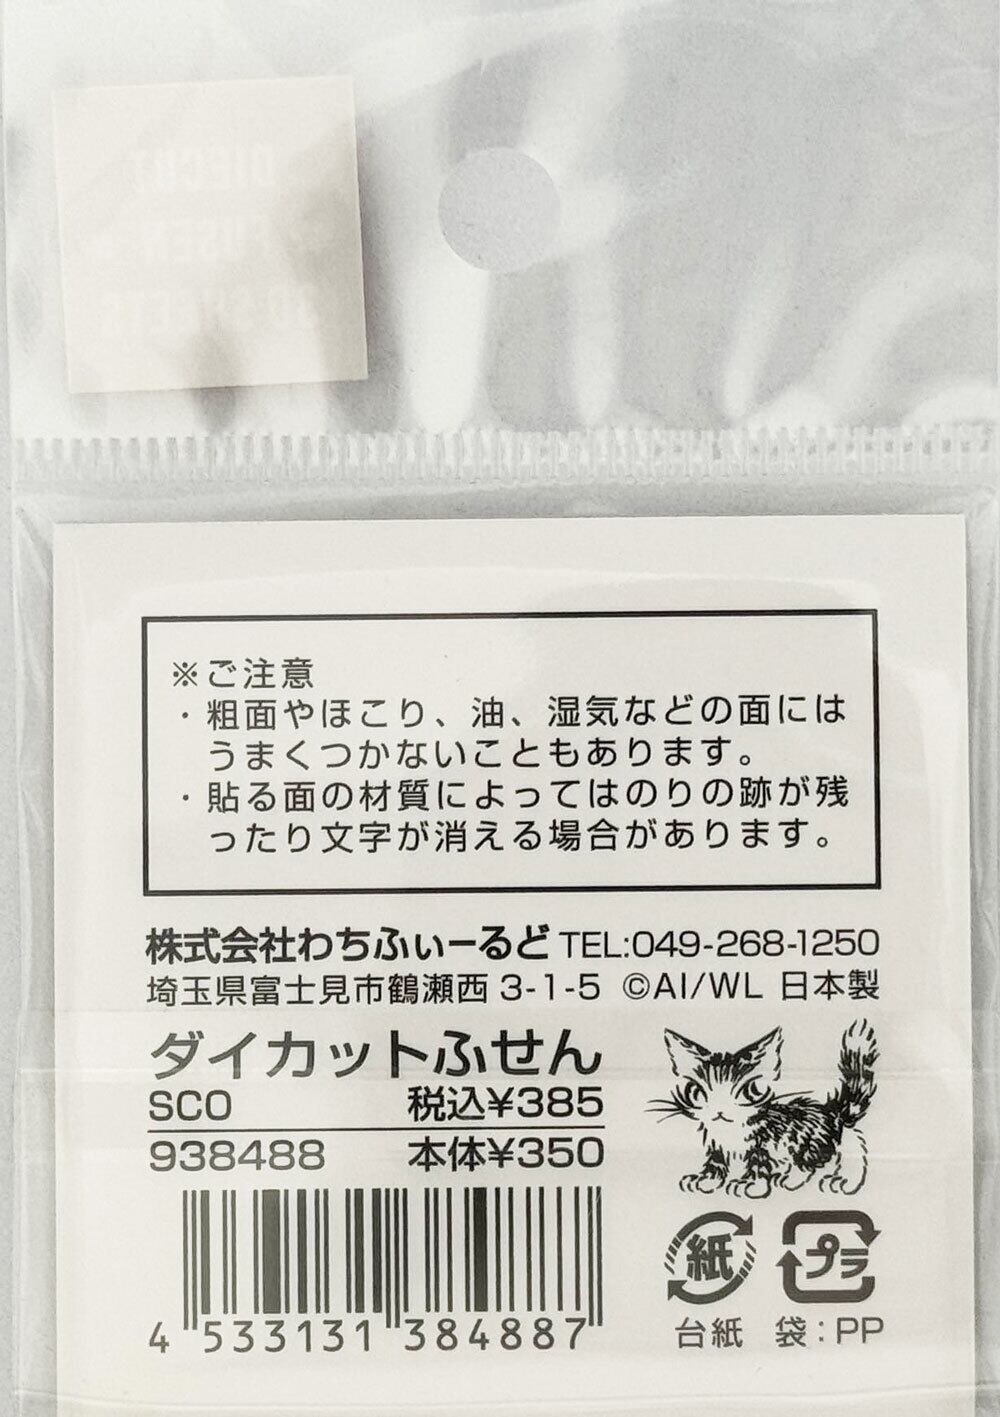 ※ご注意
・粗面やほこり、油、湿気などの面には
うまくつかないこともあります。
・貼る面の材質によってはのりの跡が残
ったり文字が消える場合があります。
株式会社わちふぃーるど TEL:049-268-1250
埼玉県富士見市鶴瀬西 3-1-5 ©AI/WL 日本製
ダイカットふせん
SCO 税込¥385
938488 本体¥350
4 533131 384887
紙 プラ
台紙 袋:PP